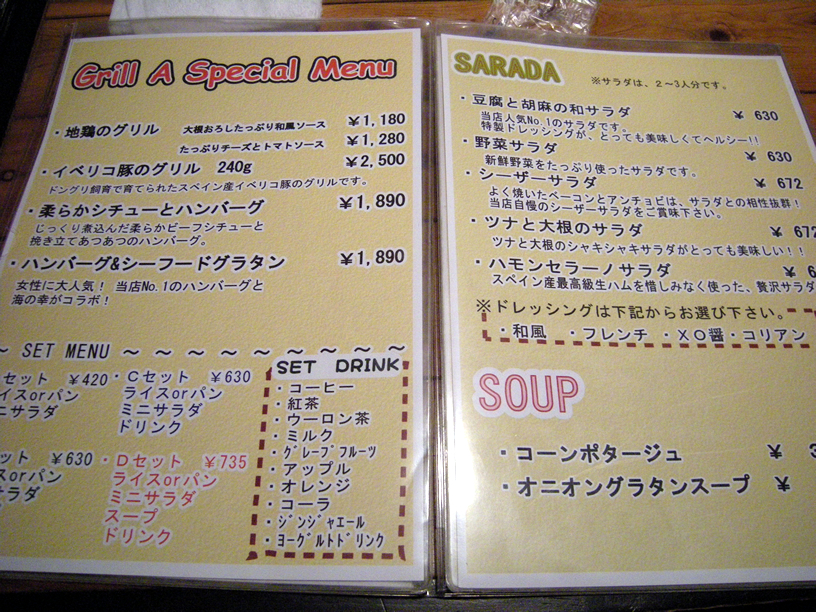 Grill A Special Menu
・地鶏のグリル 大根おろしたっぷり和風ソース ¥1,180
たっぷりチーズとトマトソース ¥1,280
・イベリコ豚のグリル 240g ¥2,500
ドングリ飼育で育てられたスペイン産イベリコ豚のグリルです。
・柔らかシチューとハンバーグ ¥1,890
じっくり煮込んだ柔らかビーフシチューと
挽き立てあつあつのハンバーグ。
・ハンバーグ&シーフードグラタン ¥1,890
女性に大人気! 当店No.1のハンバーグと
海の幸がコラボ!
~ SET MENU ~ ~ ~ ~ ~ ~ ~ ~
セット ¥420
イスorパン
ニサラダ
・Cセット ¥630
ライスorパン
ミニサラダ
ドリンク
ット ¥630
スorパン
サラダ
・Dセット ¥735
ライスorパン
ミニサラダ
スープ
ドリンク
SET DRINK
・コーヒー
・紅茶
・ウーロン茶
・ミルク
・グレープフルーツ
・アップル
・オレンジ
・コーラ
・ジンジャエール
・ヨーグルトドリンク
SARADA ※サラダは、2~3人分です。
・豆腐と胡麻の和サラダ ¥ 630
当店人気No.1のサラダです。
特製ドレッシングが、とっても美味しくてヘルシー!!
・野菜サラダ ¥ 630
新鮮野菜をたっぷり使ったサラダです。
・シーザーサラダ ¥ 672
よく焼いたベーコンとアンチョビは、サラダとの相性抜群!
当店自慢のシーザーサラダをご賞味下さい。
・ツナと大根のサラダ ¥ 672
ツナと大根のシャキシャキサラダがとっても美味しい!!
・ハモンセラーノサラダ ¥ 6
スペイン産最高級生ハムを惜しみなく使った、贅沢サラダ
※ドレッシングは下記からお選び下さい。
・和風 ・フレンチ ・XO醤・コリアン
SOUP
・コーンポタージュ ¥
・オニオングラタンスープ ¥